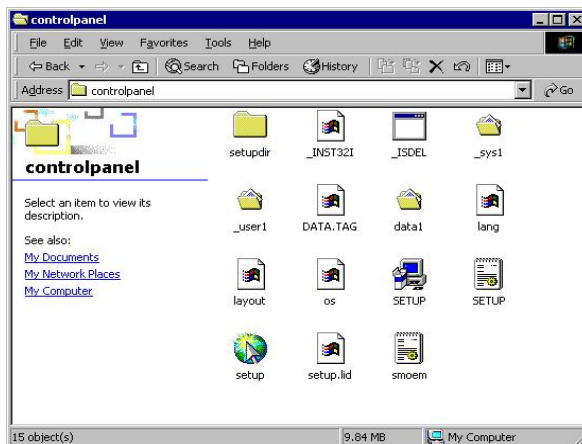 controlpanel
File Edit View Favorites Tools Help
Back Search Folders History
Address controlpanel Go
controlpanel
Select an item to view its
description.
See also:
My Documents
My Network Places
My Computer
setupdir _INST32I _ISDEL _sys1
_user1 DATA.TAG data1 lang
layout os SETUP SETUP
setup setup.lid smoem
15 object(s) 9.84 MB My Computer